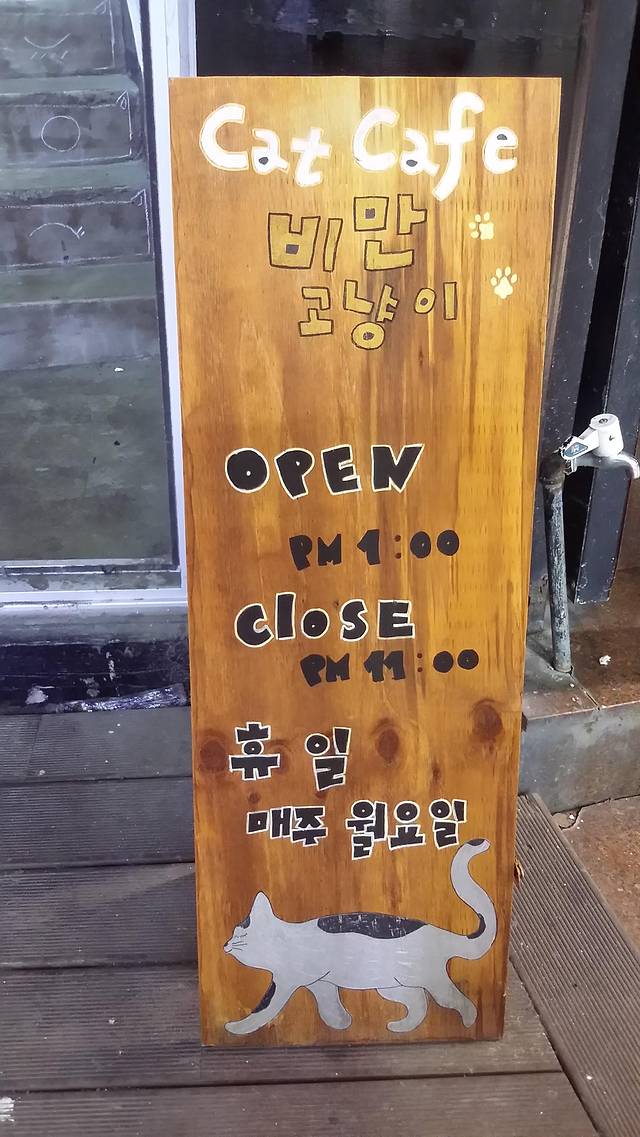 Cat Cafe
비만
고냥이
OPEN
PM 1:00
ClOSE
PM 11:00
휴일
매주 월요일